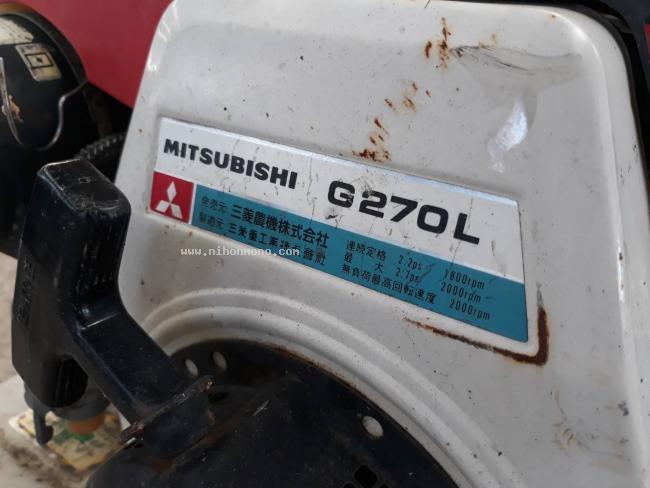 MITSUBISHI G270L
発売元 三菱農機株式会社
製造元 三菱重工業株式会社
連続定格 2.2ps 1800rpm
最大 2.7ps 2000rpm
無負荷最高回転速度 2000rpm
www.nihonmono.com